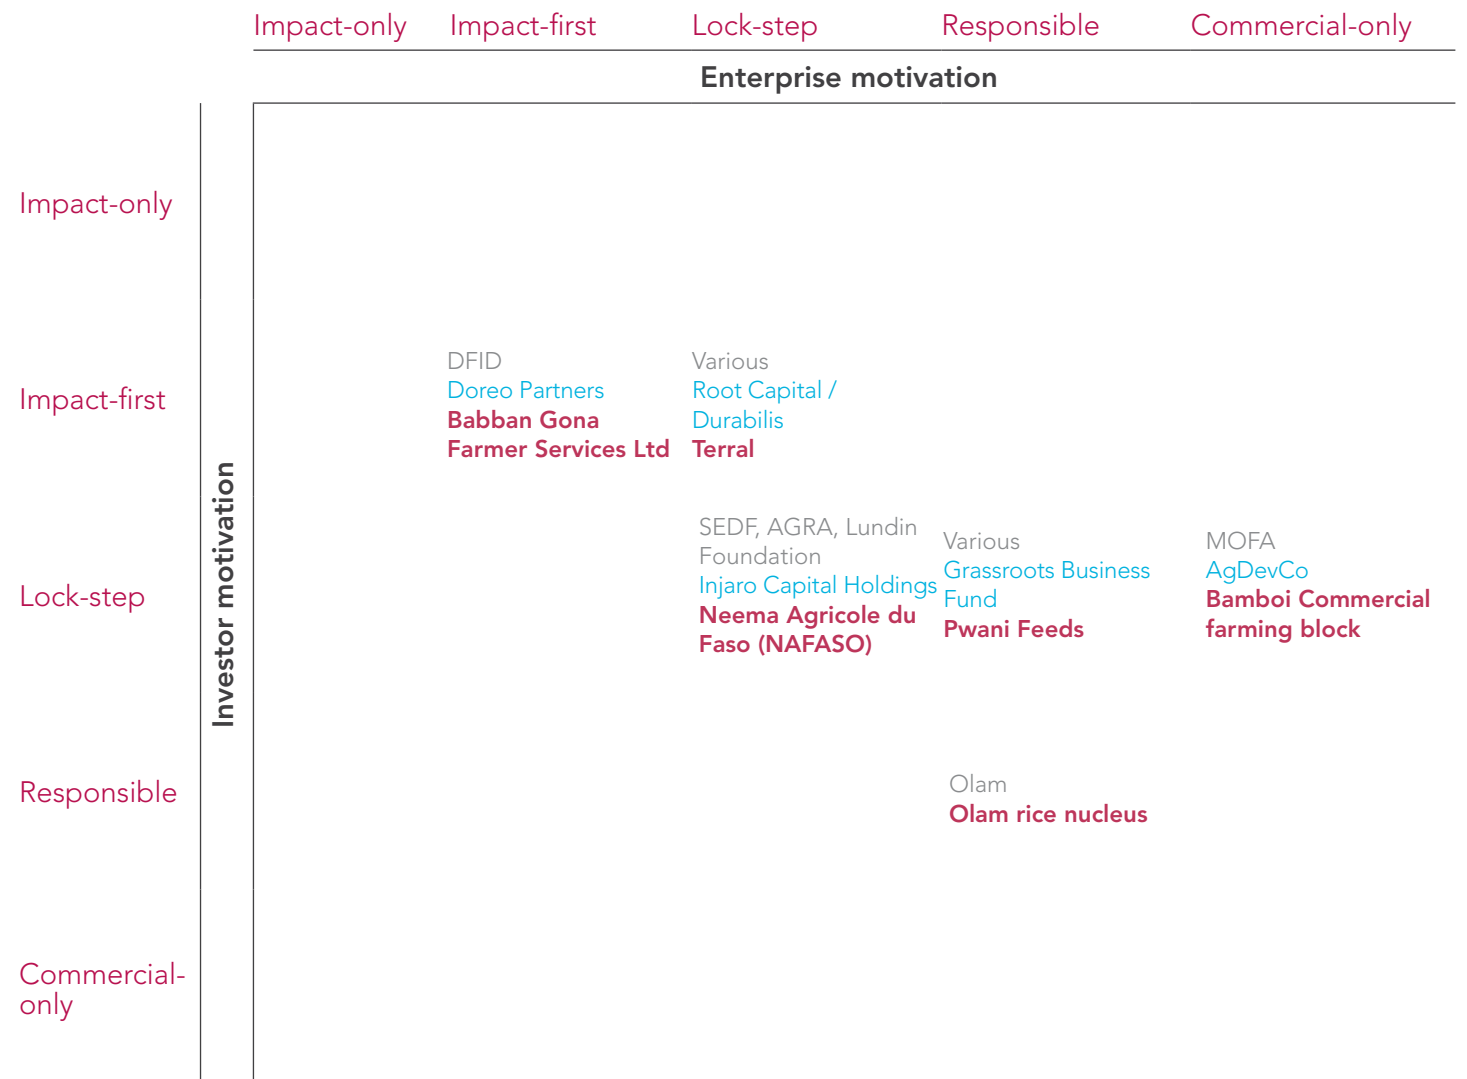 Impact-only Impact-first Lock-step Responsible Commercial-only
Enterprise motivation
Investor motivation
Impact-only
Impact-first
DFID
Doreo Partners
Babban Gona
Farmer Services Ltd
Various
Root Capital /
Durabilis
Terral
Lock-step
SEDF, AGRA, Lundin
Foundation
Injaro Capital Holdings
Neema Agricole du
Faso (NAFASO)
Various
Grassroots Business
Fund
Pwani Feeds
MOFA
AgDevCo
Bamboi Commercial
farming block
Responsible
Olam
Olam rice nucleus
Commercial-
only